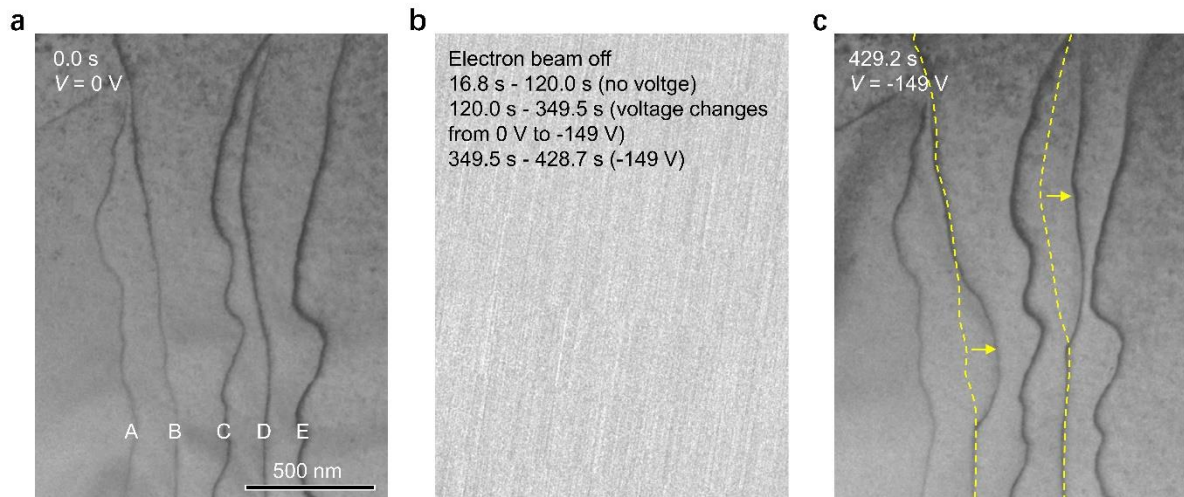 a
0.0 s
V = 0 V
A B C D E
500 nm
b
Electron beam off
16.8 s - 120.0 s (no voltge)
120.0 s - 349.5 s (voltage changes
from 0 V to -149 V)
349.5 s - 428.7 s (-149 V)
c
429.2 s
V = -149 V